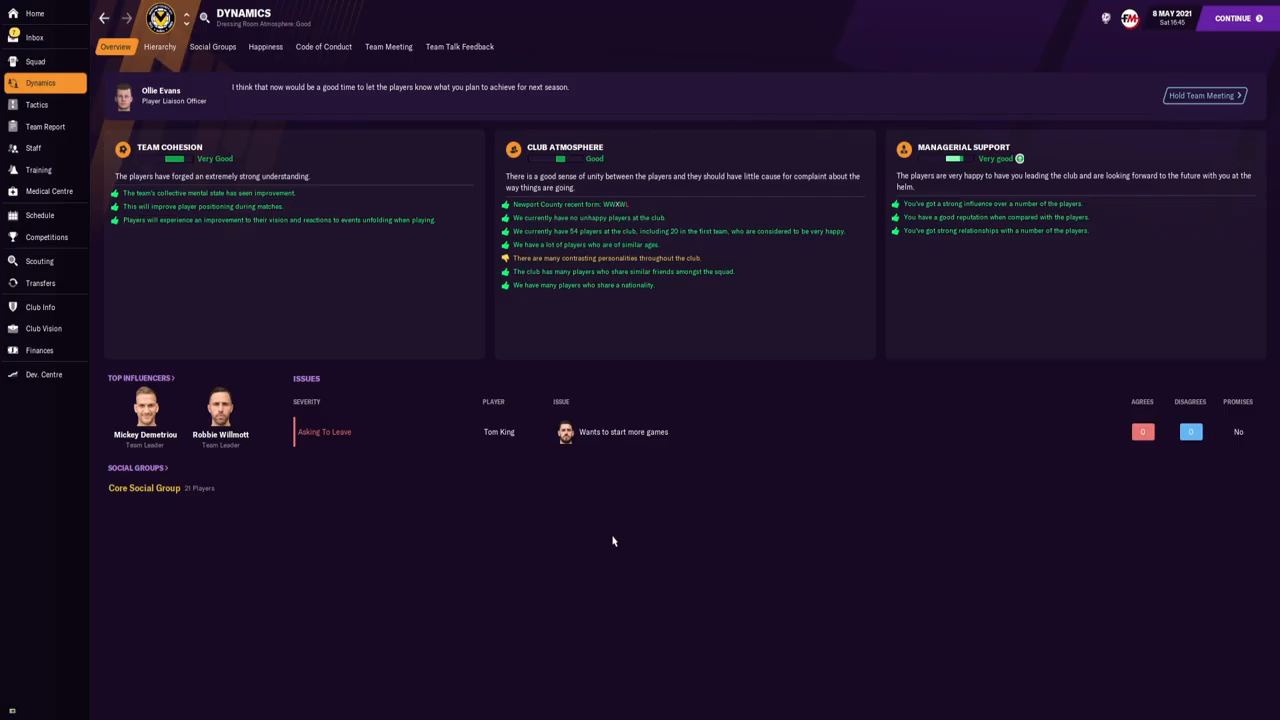 Home
Inbox
7
Squad
Dynamics
Tactics
Team Report
Staff
Training
Medical Centre
Schedule
Competitions
Scouting
Transfers
Club Info
Club Vision
Finances
Dev. Centre
DYNAMICS
Dressing Room Atmosphere: Good
FM
8 MAY 2021
Sat 16:45
CONTINUE
Overview
Hierarchy
Social Groups
Happiness
Code of Conduct
Team Meeting
Team Talk Feedback
Ollie Evans
Player Liaison Officer
I think that now would be a good time to let the players know what you plan to achieve for next season.
Hold Team Meeting
TEAM COHESION
Very Good
The players have forged an extremely strong understanding.
The team's collective mental state has seen improvement.
This will improve player positioning during matches.
Players will experience an improvement to their vision and reactions to events unfolding when playing.
CLUB ATMOSPHERE
Good
There is a good sense of unity between the players and they should have little cause for complaint about the
way things are going.
Newport County recent form: WWXWL
We currently have no unhappy players at the club.
We currently have 54 players at the club, including 20 in the first team, who are considered to be very happy.
We have a lot of players who are of similar ages.
There are many contrasting personalities throughout the club.
The club has many players who share similar friends amongst the squad.
We have many players who share a nationality.
MANAGERIAL SUPPORT
Very good
The players are very happy to have you leading the club and are looking forward to the future with you at the
helm.
You've got a strong influence over a number of the players.
You have a good reputation when compared with the players.
You've got strong relationships with a number of the players.
TOP INFLUENCERS
Mickey Demetriou
Team Leader
Robbie Willmott
Team Leader
SOCIAL GROUPS
Core Social Group 21 Players
ISSUES
SEVERITY PLAYER ISSUE AGREES DISAGREES PROMISES
Asking To Leave Tom King Wants to start more games 0 0 No